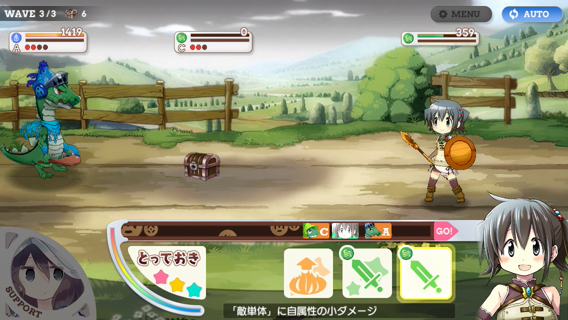 WAVE 3/3 6
MENU
AUTO
1419
A
0
C
359
C
A
GO!
とっておき
SUPPORT
「敵単体」に自属性の小ダメージ